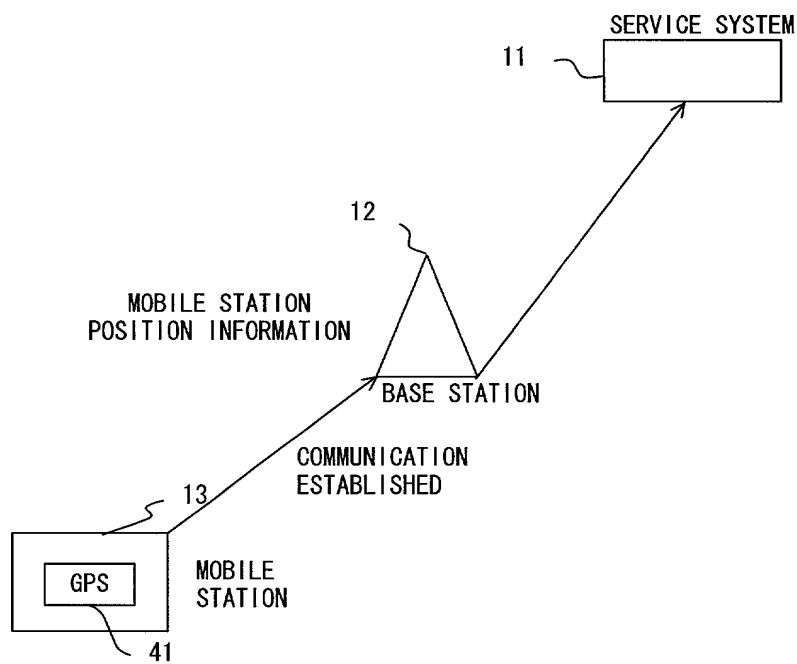 SERVICE SYSTEM
11
12
MOBILE STATION
POSITION INFORMATION
BASE STATION
COMMUNICATION
ESTABLISHED
13
GPS
MOBILE
STATION
41